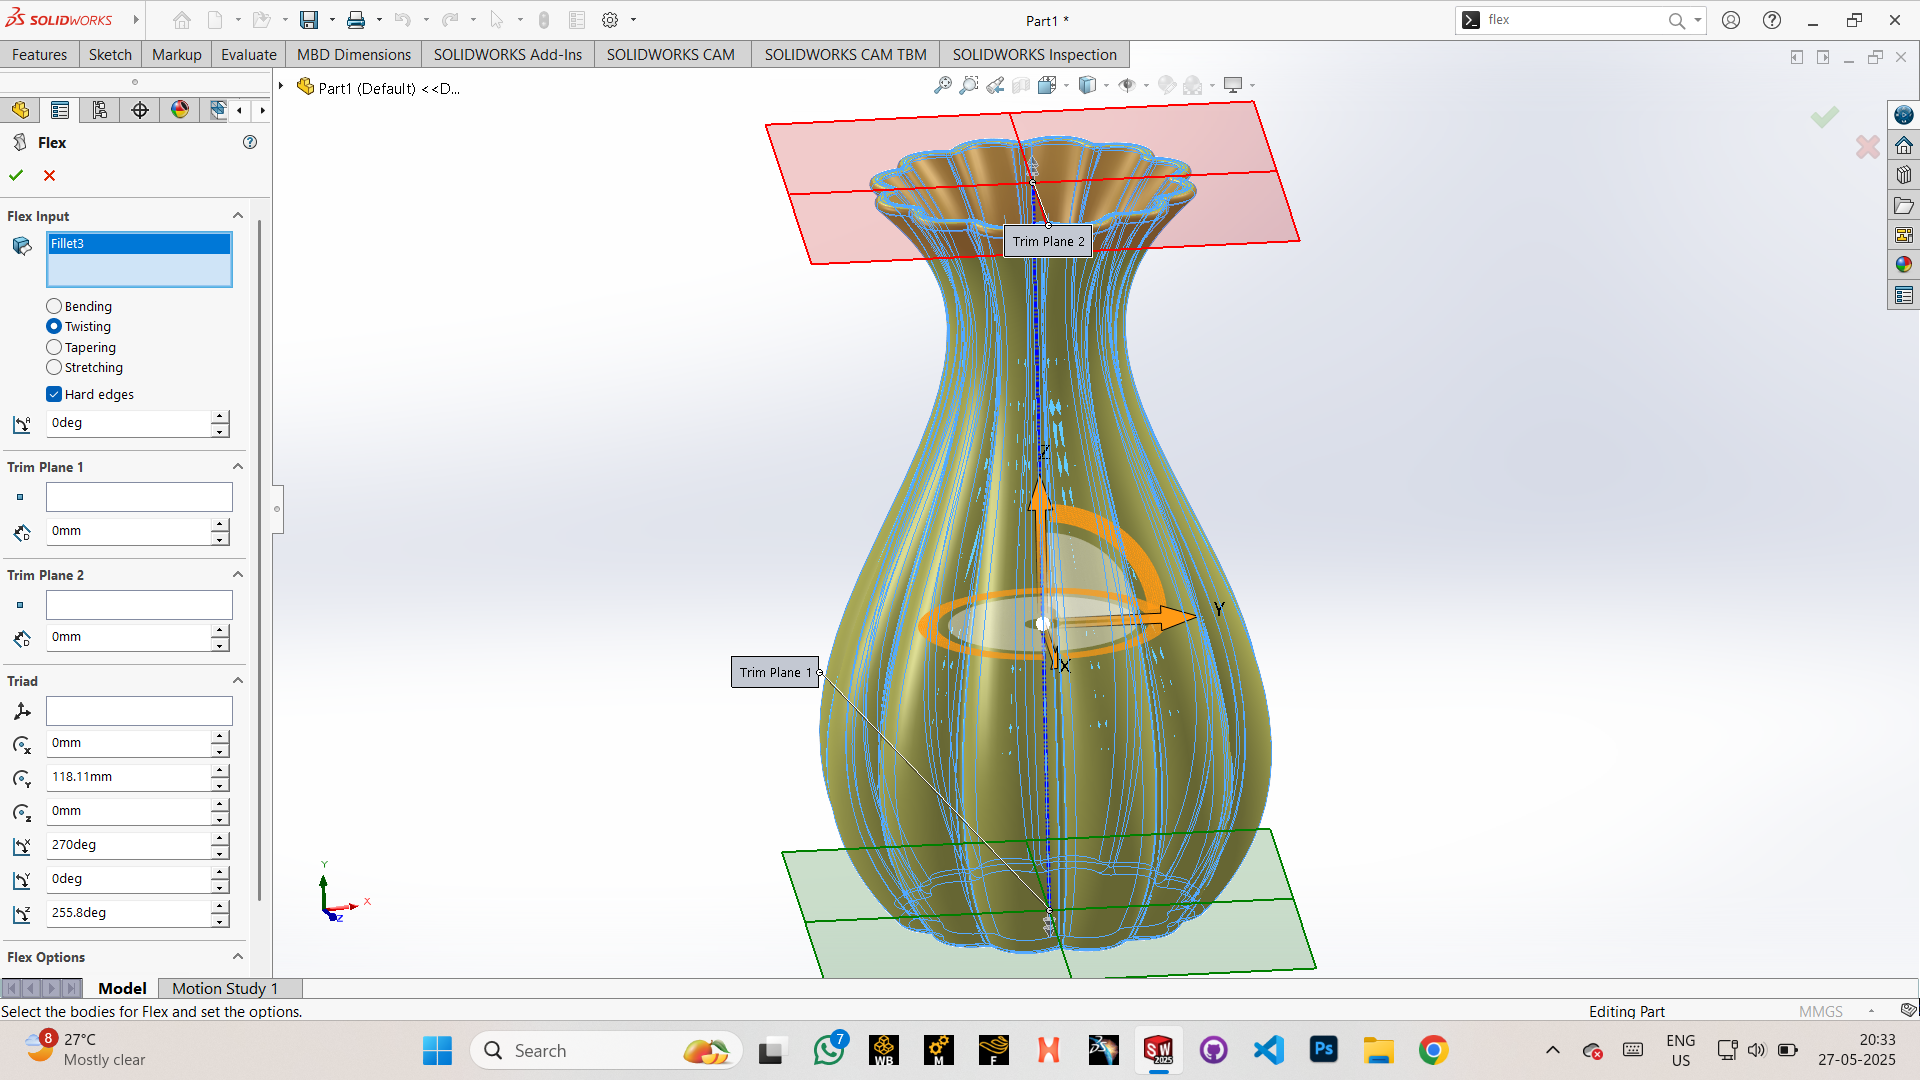 SOLIDWORKS
Part1 *
flex
Features
Sketch
Markup
Evaluate
MBD Dimensions
SOLIDWORKS Add-Ins
SOLIDWORKS CAM
SOLIDWORKS CAM TBM
SOLIDWORKS Inspection
Part1 (Default) <<D...
Flex
Flex Input
Fillet3
Bending
Twisting
Tapering
Stretching
Hard edges
0deg
Trim Plane 1
0mm
Trim Plane 2
0mm
Triad
0mm
118.11mm
0mm
270deg
0deg
255.8deg
Flex Options
Trim Plane 2
Z
Y
X
Trim Plane 1
Y
X
Z
Model
Motion Study 1
Select the bodies for Flex and set the options.
Editing Part
MMGS
8
27°C
Mostly clear
Search
7
WB
M
F
SW
2025
Ps
ENG
US
20:33
27-05-2025